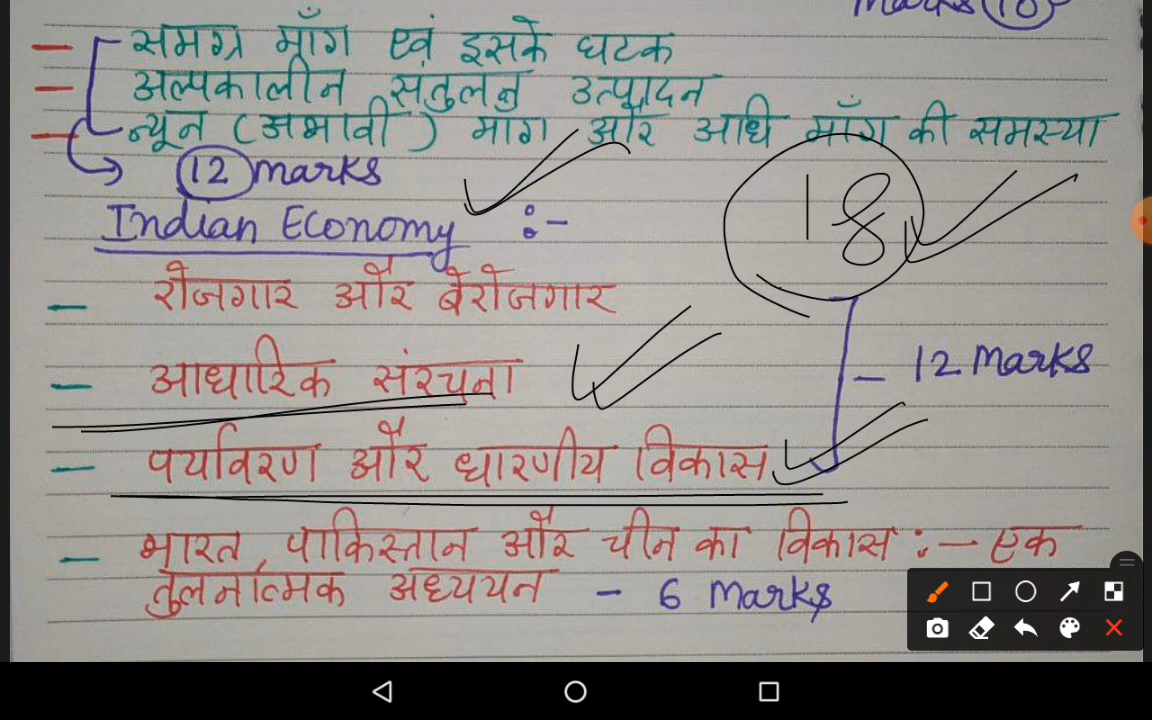 Marks (10)
समग्र माँग एवं इसके घटक
अल्पकालीन संतुलन उत्पादन
न्यून (अभावी) माँग और आधि माँग की समस्या
12 marks
18
Indian Economy :-
रोजगार और बेरोजगार
आधारिक संरचना
- 12 Marks
पर्यावरण और धारणीय विकास
भारत, पाकिस्तान और चीन का विकास :- एक
तुलनात्मक अध्ययन - 6 Marks